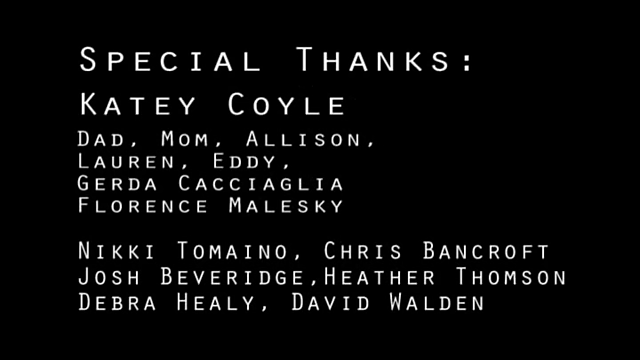 Special Thanks:
Katey Coyle
Dad, Mom, Allison,
Lauren, Eddy,
Gerda Cacciaglia
Florence Malesky
Nikki Tomaino, Chris Bancroft
Josh Beveridge,Heather Thomson
Debra Healy, David Walden